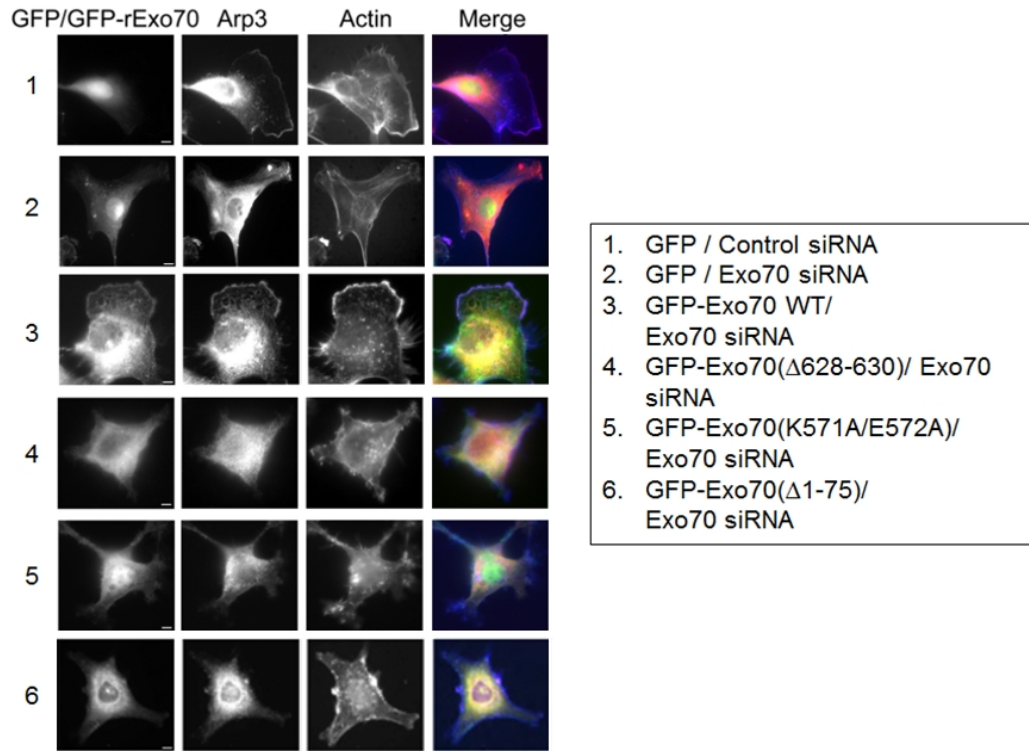 GFP/GFP-rExo70 Arp3 Actin Merge
1
2
3
4
5
6
1. GFP / Control siRNA
2. GFP / Exo70 siRNA
3. GFP-Exo70 WT/
Exo70 siRNA
4. GFP-Exo70(Δ628-630)/ Exo70
siRNA
5. GFP-Exo70(K571A/E572A)/
Exo70 siRNA
6. GFP-Exo70(Δ1-75)/
Exo70 siRNA